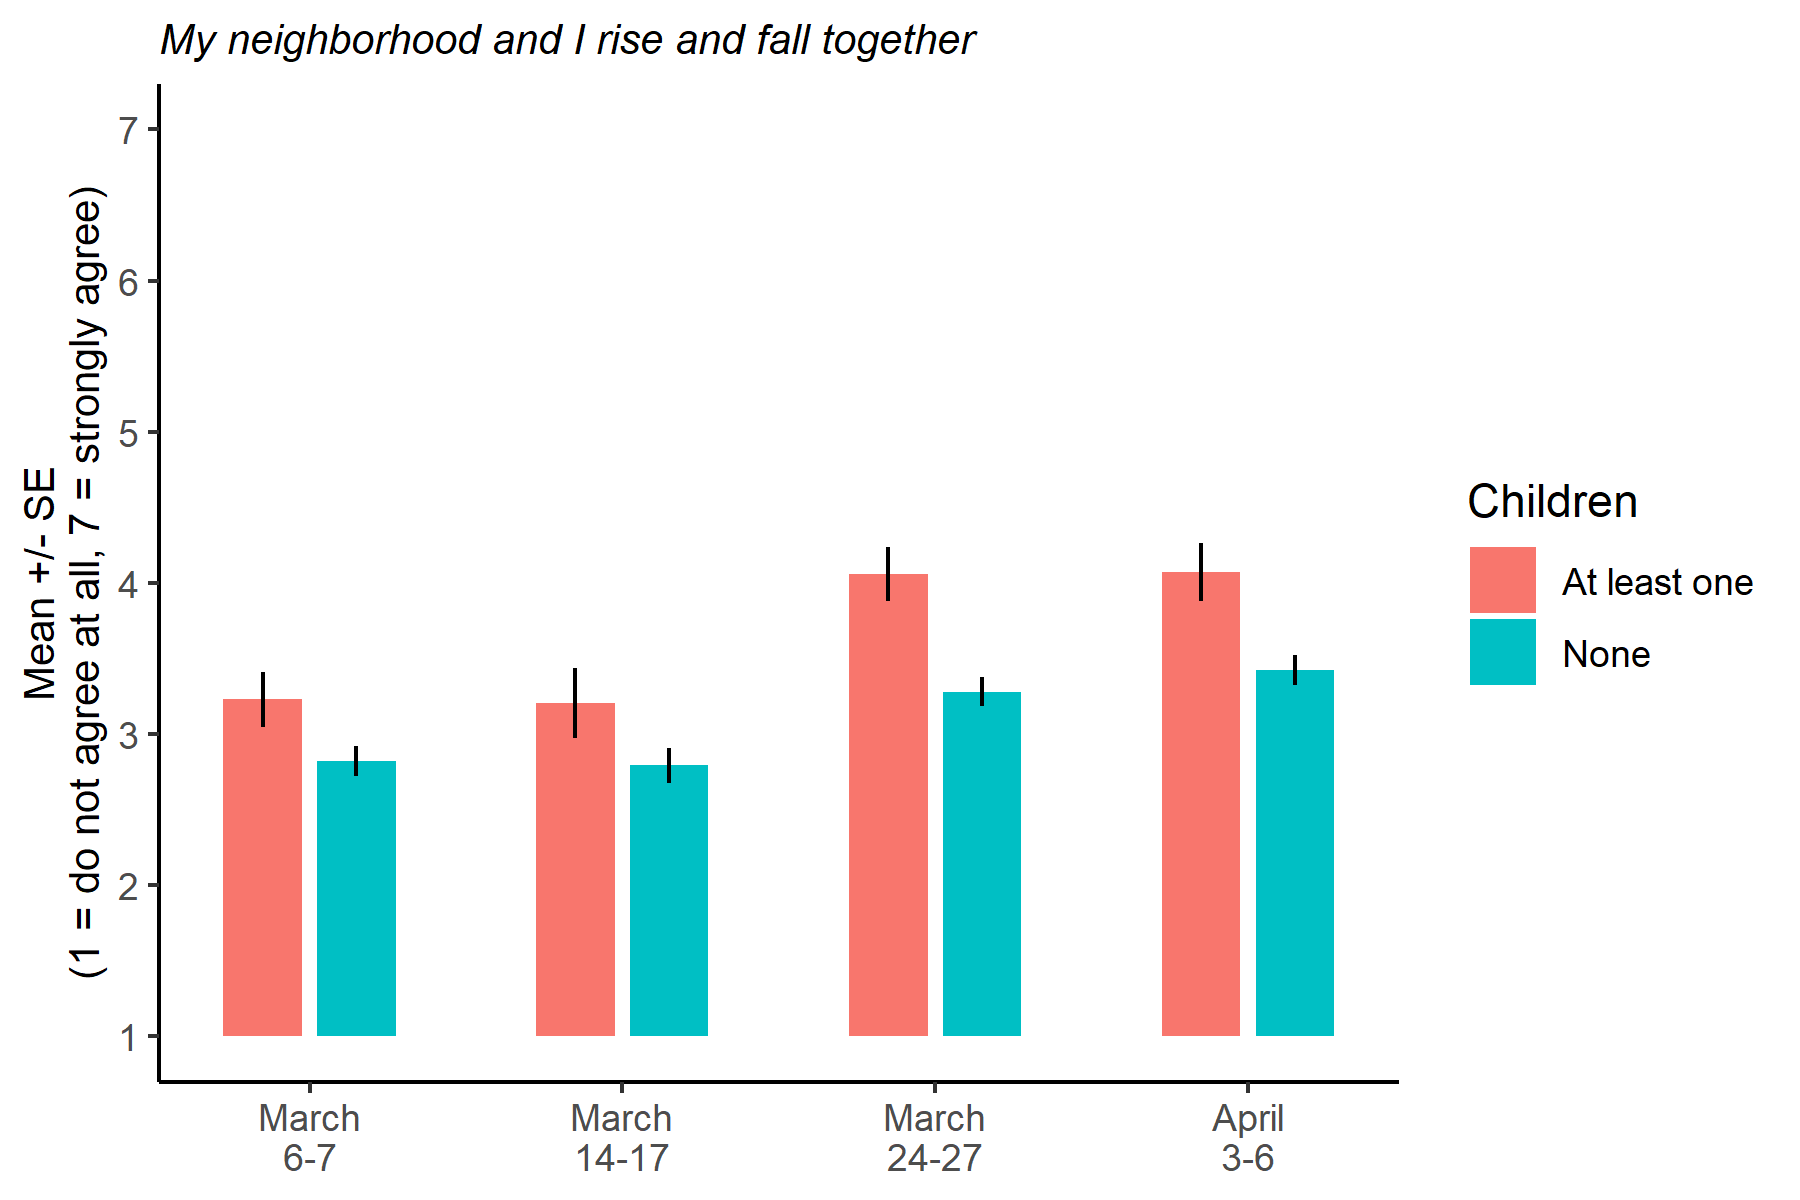 My neighborhood and I rise and fall together
Mean +/- SE
(1 = do not agree at all, 7 = strongly agree)
7
6
5
4
3
2
1
March
6-7
March
14-17
March
24-27
April
3-6
Children
At least one
None